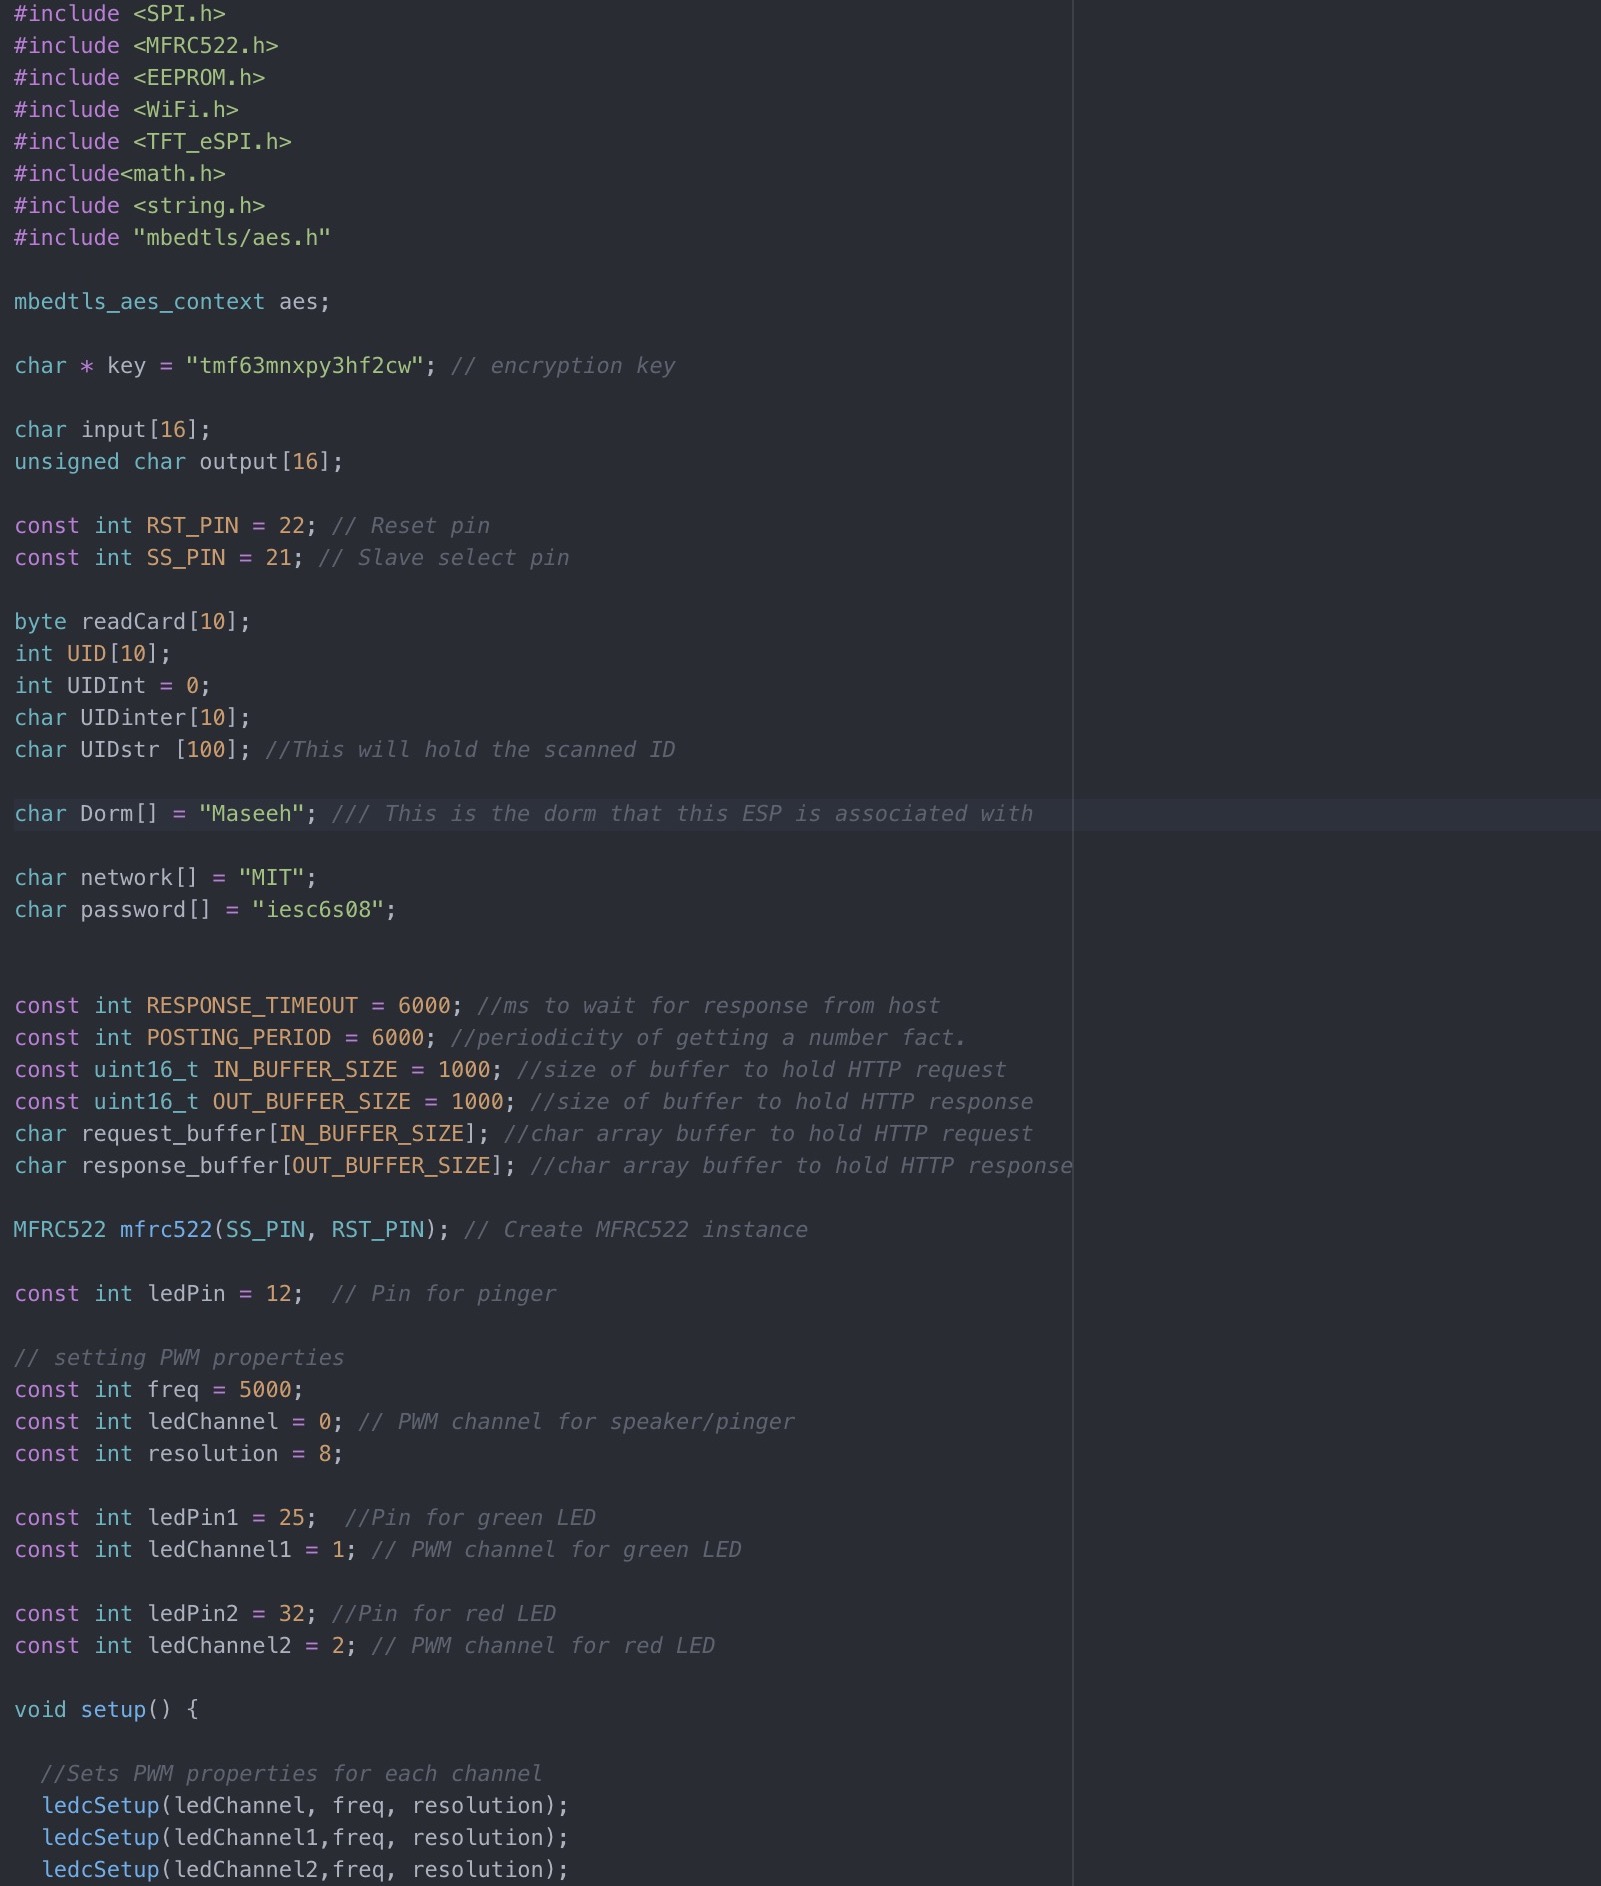 #include <SPI.h>
#include <MFRC522.h>
#include <EEPROM.h>
#include <WiFi.h>
#include <TFT_eSPI.h>
#include<math.h>
#include <string.h>
#include "mbedtls/aes.h"

mbedtls_aes_context aes;

char * key = "tmf63mnxpy3hf2cw"; // encryption key

char input[16];
unsigned char output[16];

const int RST_PIN = 22; // Reset pin
const int SS_PIN = 21; // Slave select pin

byte readCard[10];
int UID[10];
int UIDInt = 0;
char UIDinter[10];
char UIDstr [100]; //This will hold the scanned ID

char Dorm[] = "Maseeh"; /// This is the dorm that this ESP is associated with

char network[] = "MIT";
char password[] = "iesc6s08";


const int RESPONSE_TIMEOUT = 6000; //ms to wait for response from host
const int POSTING_PERIOD = 6000; //periodicity of getting a number fact.
const uint16_t IN_BUFFER_SIZE = 1000; //size of buffer to hold HTTP request
const uint16_t OUT_BUFFER_SIZE = 1000; //size of buffer to hold HTTP response
char request_buffer[IN_BUFFER_SIZE]; //char array buffer to hold HTTP request
char response_buffer[OUT_BUFFER_SIZE]; //char array buffer to hold HTTP response

MFRC522 mfrc522(SS_PIN, RST_PIN); // Create MFRC522 instance

const int ledPin = 12;  // Pin for pinger

// setting PWM properties
const int freq = 5000;
const int ledChannel = 0; // PWM channel for speaker/pinger
const int resolution = 8;

const int ledPin1 = 25;  //Pin for green LED
const int ledChannel1 = 1; // PWM channel for green LED

const int ledPin2 = 32; //Pin for red LED
const int ledChannel2 = 2; // PWM channel for red LED

void setup() {

  //Sets PWM properties for each channel
  ledcSetup(ledChannel, freq, resolution);
  ledcSetup(ledChannel1,freq, resolution);
  ledcSetup(ledChannel2,freq, resolution);